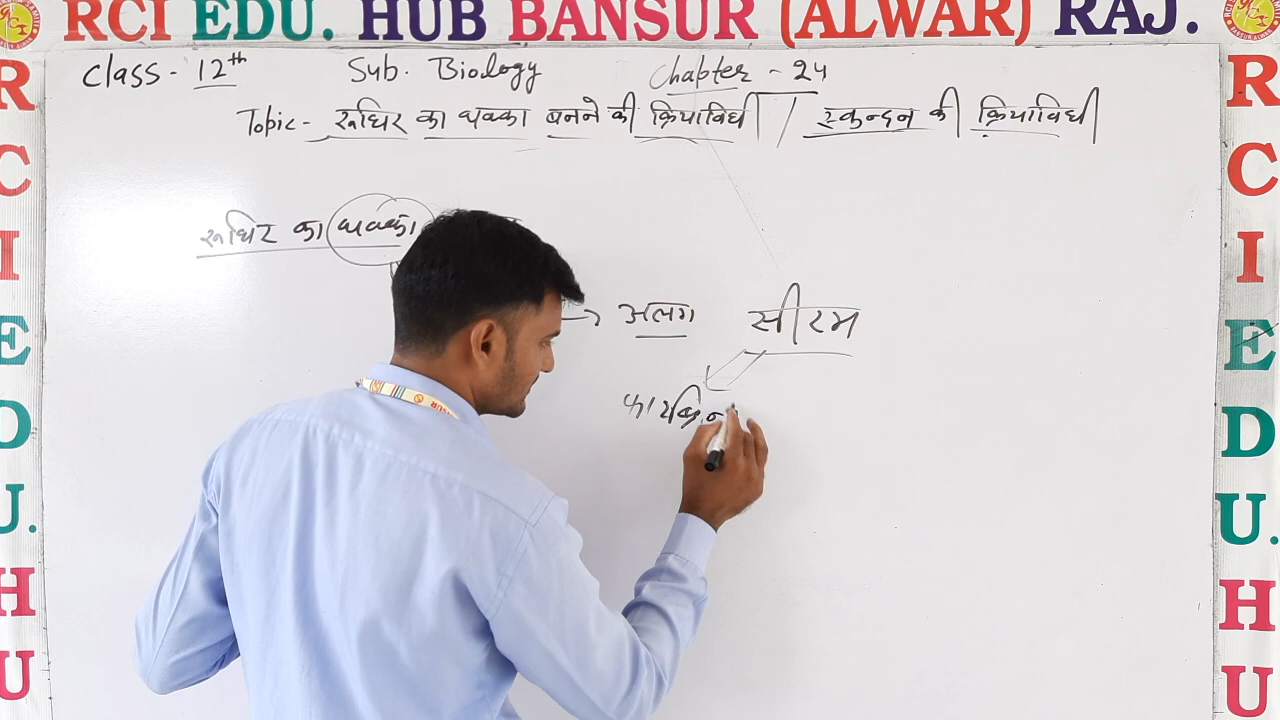 RCI EDU. HUB BANSUR (ALWAR) RAJ.
Class - 12th Sub. Biology Chapter - 24
Topic - रूधिर का थक्का बनने की क्रियाविधी / स्कन्दन की क्रियाविधी
रूधिर का थक्का
अलग सीरम
R
C
I
E
D
U.
H
U
R
C
I
E
D
U.
H
U